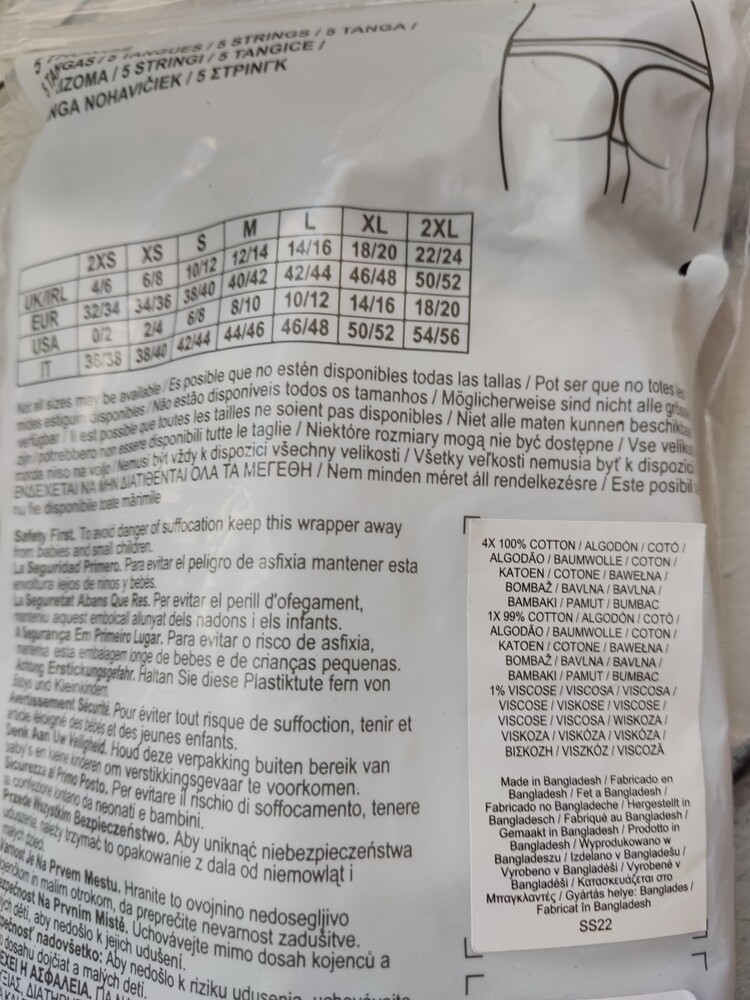 TANGUES / 5 STRINGS / 5 TANGA /
5 STRINGI / 5 TANGICE /
NOHAVIČIEK / 5 ΣΤΡΙΝΓΚ
2XS XS S M L XL 2XL
UK/IRL 4/6 6/8 10/12 12/14 14/16 18/20 22/24
EUR 32/34 34/36 38/40 40/42 42/44 46/48 50/52
USA 0/2 2/4 6/8 8/10 10/12 14/16 18/20
IT 36/38 38/40 42/44 44/46 46/48 50/52 54/56
Not all sizes may be available / Es posible que no estén disponibles todas las tallas / Pot ser que no totes les
mides estiguin disponibles / Não estão disponíveis todos os tamanhos / Möglicherweise sind nicht alle
verfügbar / Il est possible que toutes les tailles ne soient pas disponibles / Niet alle maten kunnen
zijn / potrebbero non essere disponibili tutte le taglie / Niektóre rozmiary mogą nie być dostępne / Vse
morda niso na voljo / Nemusí být vždy k dispozici všechny velikosti / Všetky veľkosti nemusia byť k dispozícii
ΕΝΔΕΧΕΤΑΙ ΝΑ ΜΗΝ ΔΙΑΤΙΘΕΝΤΑΙ ΟΛΑ ΤΑ ΜΕΓΕΘΗ / Nem minden méret áll rendelkezésre / Este posibil
nu fie disponibile toate mărimile
Safety First. To avoid danger of suffocation keep this wrapper away
from babies and small children.
La Seguridad Primero. Para evitar el peligro de asfixia mantener esta
envoltura lejos de ninos y bebés.
La Seguretat Abans Que Res. Per evitar el perill d'ofegament,
manteniu aquest embolcall allunyat dels nadons i els infants.
A Segurança Em Primeiro Lugar. Para evitar o risco de asfixia,
mantenha esta embalagem longe de bebes e de crianças pequenas.
Achtung Erstickungsgefahr. Haltan Sie diese Plastiktute fern von
Babys und Kleinkindern.
Avertissement Sécurité. Pour éviter tout risque de suffoction, tenir et
article éloigné des bébés et des jeunes enfants.
Denk Aan Uw Veiligheid. Houd deze verpakking buiten bereik van
baby's en kleine kinderen om verstikkingsgevaar te voorkomen.
Sicurezza al Primo Posto. Per evitare il rischio di soffocamento, tenere
la confezione lontano da neonati e bambini.
Przede Wszystkim Bezpieczeństwo. Aby uniknąć niebezpieczeństwa
uduszenia, należy trzymać to opakowanie z dala od niemowląt i
małych dzieci.
Varnost Je Na Prvem Mestu. Hranite to ovojnino nedosegljivo
in malim otrokom, da preprečite nevarnost zadušitve.
Na Prvním Místě. Uchovávejte mimo dosah kojenců a
dětí, aby nedošlo k jejich udušení.
nadovšetko: Aby nedošlo k riziku udusenia, uchovávajte
dosahu dojčiat a malých detí.
Η ΑΣΦΑΛΕΙΑ.
4X 100% COTTON / ALGODÓN / COTÓ /
ALGODÃO / BAUMWOLLE / COTON /
KATOEN / COTONE / BAWEŁNA /
BOMBAŽ / BAVLNA / BAVLNA /
BAMBAKI / PAMUT / BUMBAC
1X 99% COTTON / ALGODÓN / COTÓ /
ALGODÃO / BAUMWOLLE / COTON /
KATOEN / COTONE / BAWEŁNA /
BOMBAŽ / BAVLNA / BAVLNA /
BAMBAKI / PAMUT / BUMBAC
1% VISCOSE / VISCOSA / VISCOSA /
VISCOSE / VISKOSE / VISCOSE /
VISCOSE / VISCOSA / WISKOZA /
VISKOZA / VISKÓZA / VISKÓZA /
ΒΙΣΚΟΖΗ / VISZKÓZ / VISCOZĂ
Made in Bangladesh / Fabricado en
Bangladesh / Fet a Bangladesh /
Fabricado no Bangladeche / Hergestellt in
Bangladesch / Fabriqué au Bangladesh /
Gemaakt in Bangladesh / Prodotto in
Bangladesh / Wyprodukowano w
Bangladeszu / Izdelano v Bangladešu /
Vyrobeno v Bangladéši / Vyrobené v
Bangladéši / Κατασκευάζεται στο
Μπαγκλαντές / Gyártás helye: Banglades /
Fabricat în Bangladesh
SS22